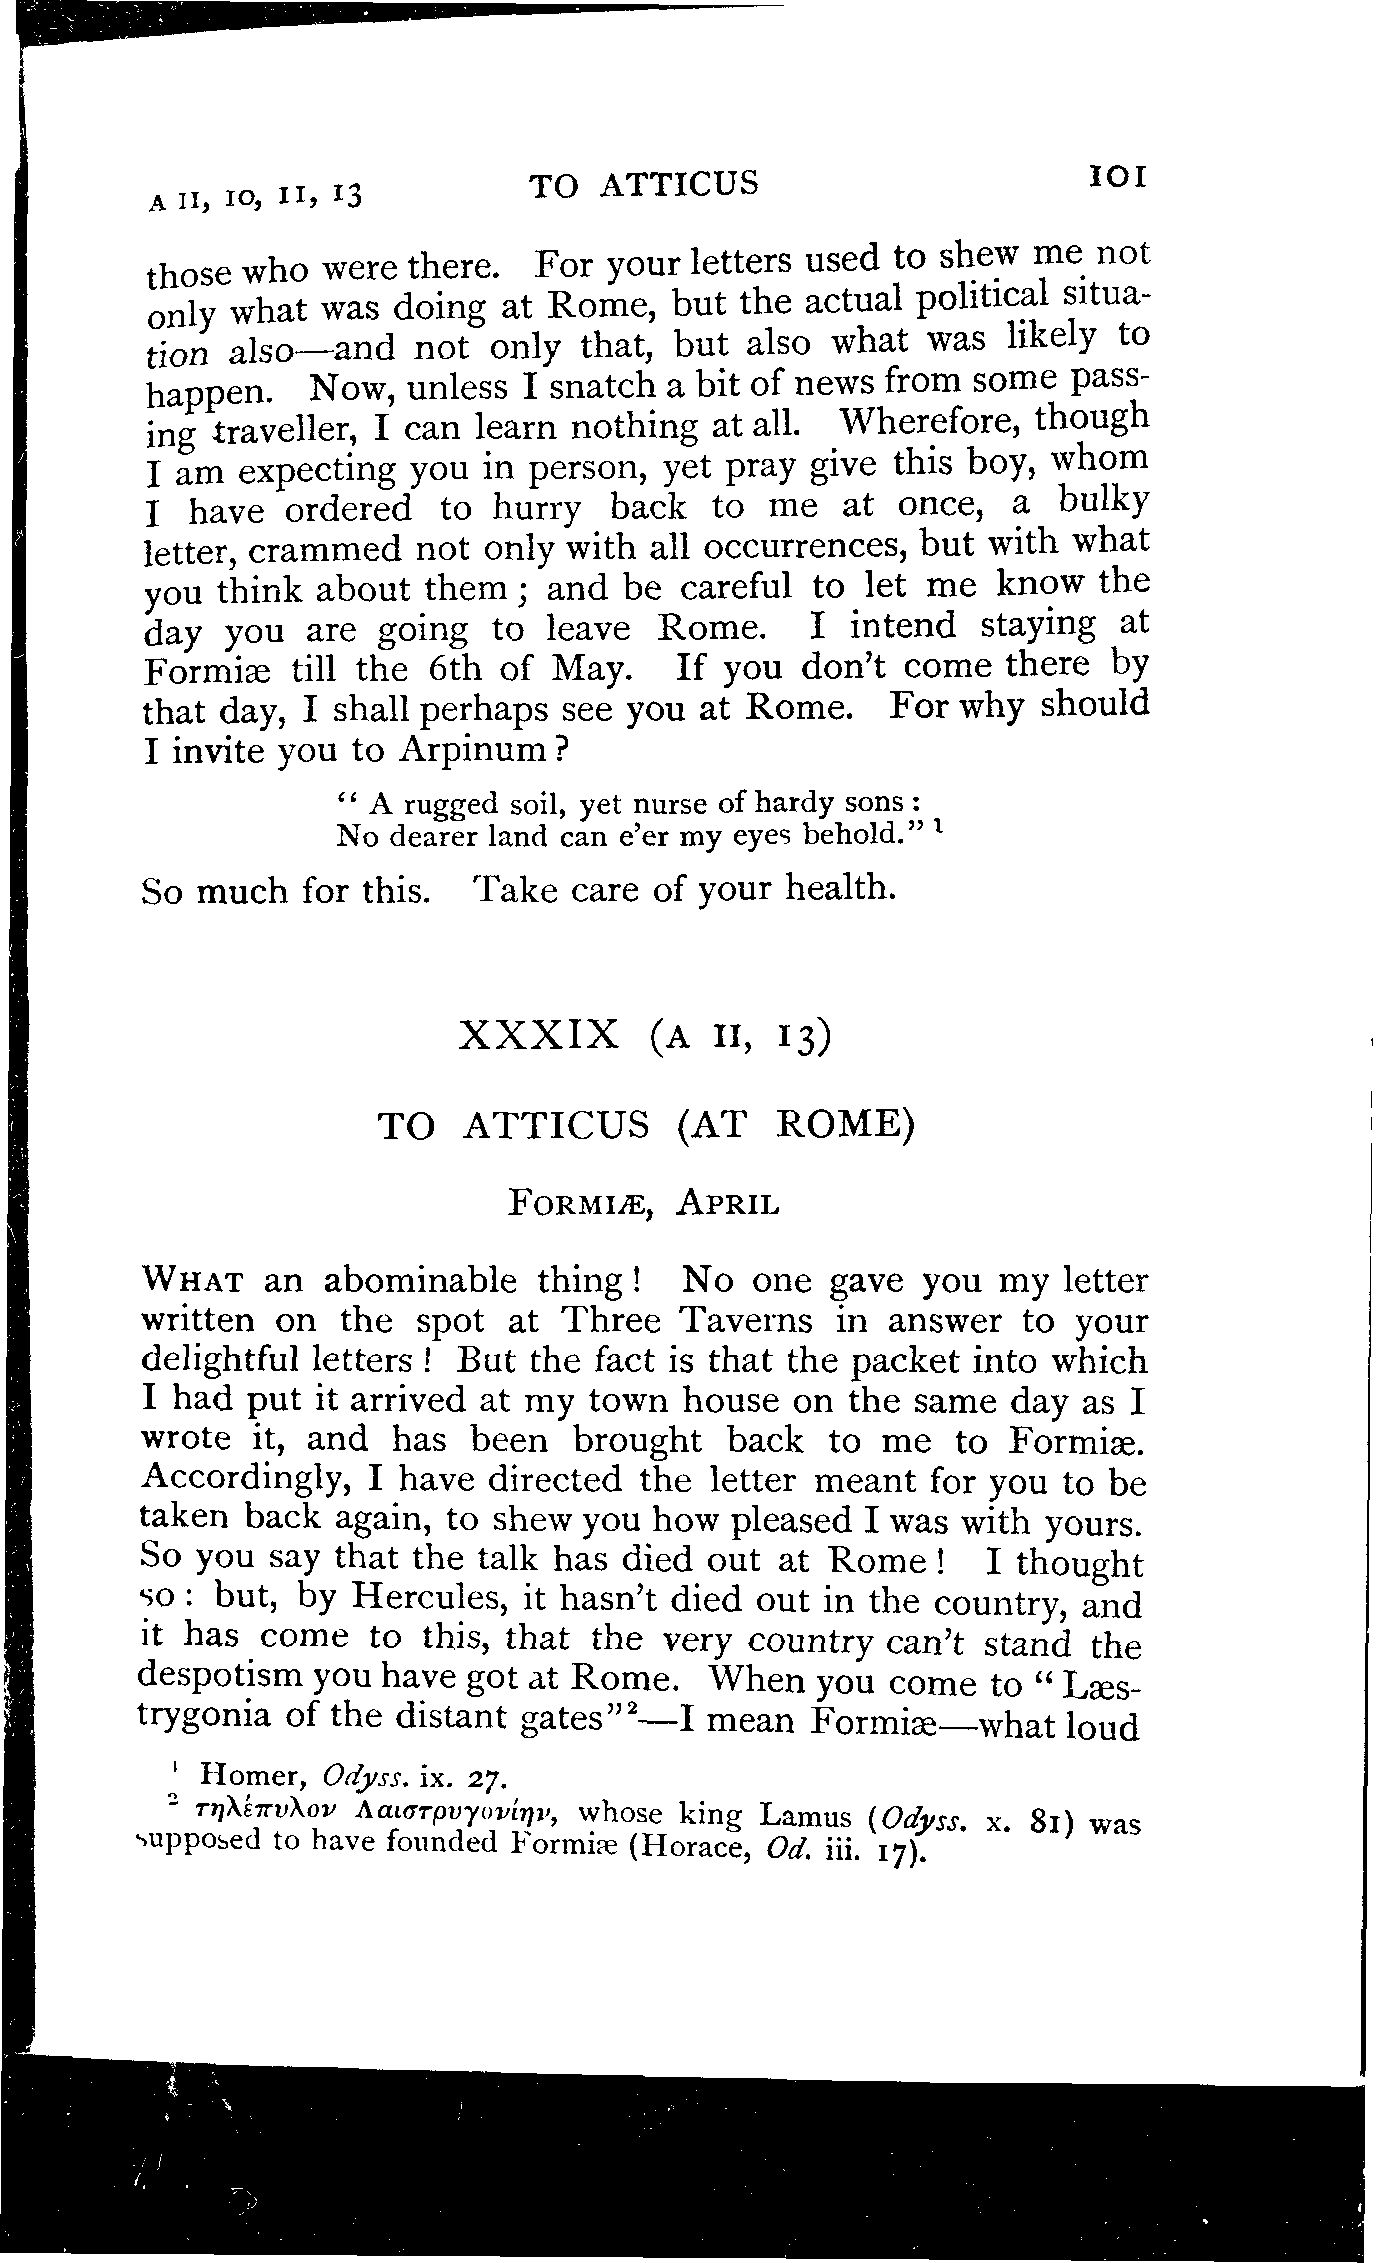 A II, 10, 11, 13 TO ATTICUS 101
those who were there. For your letters used to shew me not
only what was doing at Rome, but the actual political situa-
tion also—and not only that, but also what was likely to
happen. Now, unless I snatch a bit of news from some pass-
ing traveller, I can learn nothing at all. Wherefore, though
I am expecting you in person, yet pray give this boy, whom
I have ordered to hurry back to me at once, a bulky
letter, crammed not only with all occurrences, but with what
you think about them; and be careful to let me know the
day you are going to leave Rome. I intend staying at
Formiæ till the 6th of May. If you don't come there by
that day, I shall perhaps see you at Rome. For why should
I invite you to Arpinum?
"A rugged soil, yet nurse of hardy sons:
No dearer land can e'er my eyes behold." ¹
So much for this. Take care of your health.
XXXIX (A II, 13)
TO ATTICUS (AT ROME)
FORMIÆ, APRIL
WHAT an abominable thing! No one gave you my letter
written on the spot at Three Taverns in answer to your
delightful letters! But the fact is that the packet into which
I had put it arrived at my town house on the same day as I
wrote it, and has been brought back to me to Formiæ.
Accordingly, I have directed the letter meant for you to be
taken back again, to shew you how pleased I was with yours.
So you say that the talk has died out at Rome! I thought
so: but, by Hercules, it hasn't died out in the country, and
it has come to this, that the very country can't stand the
despotism you have got at Rome. When you come to "Læs-
trygonia of the distant gates"²—I mean Formiæ—what loud
¹ Homer, Odyss. ix. 27.
² τηλέπυλον Λαιστρυγονίην, whose king Lamus (Odyss. x. 81) was
supposed to have founded Formiæ (Horace, Od. iii. 17).